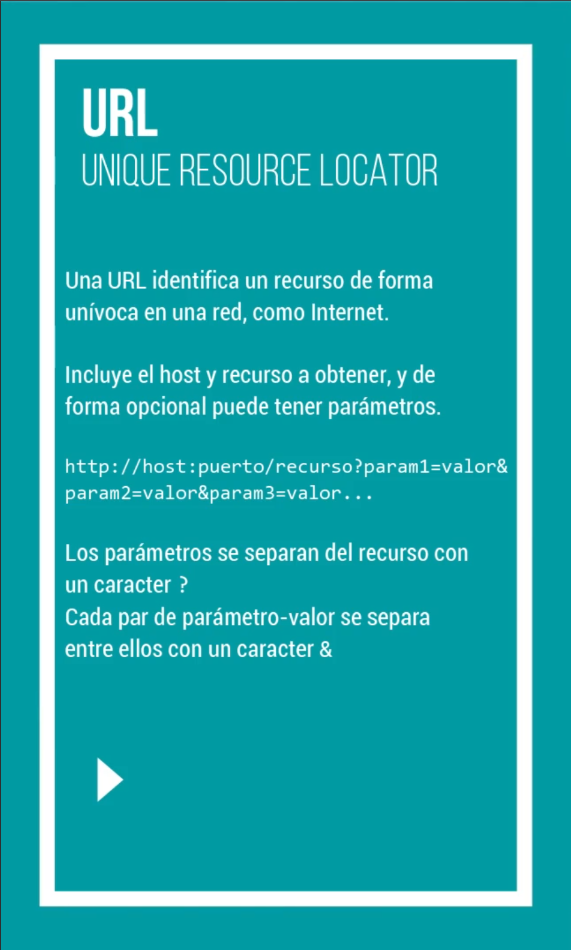 URL
UNIQUE RESOURCE LOCATOR
Una URL identifica un recurso de forma
unívoca en una red, como Internet.
Incluye el host y recurso a obtener, y de
forma opcional puede tener parámetros.
http://host:puerto/recurso?param1=valor&
param2=valor&param3=valor...
Los parámetros se separan del recurso con
un caracter ?
Cada par de parámetro-valor se separa
entre ellos con un caracter &